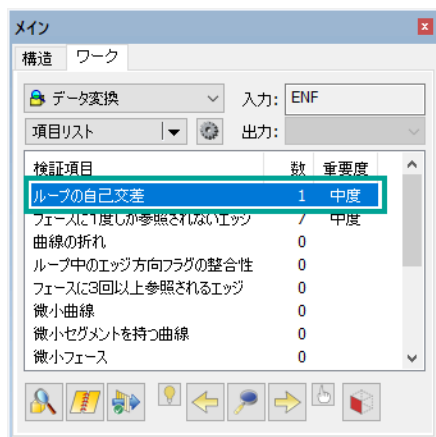 メイン
構造 ワーク
データ変換 入力: ENF
項目リスト 出力:
検証項目 数 重要度
ループの自己交差 1 中度
フェースに1度しか参照されないエッジ 7 中度
曲線の折れ 0
ループ中のエッジ方向フラグの整合性 0
フェースに3回以上参照されるエッジ 0
微小曲線 0
微小セグメントを持つ曲線 0
微小フェース 0